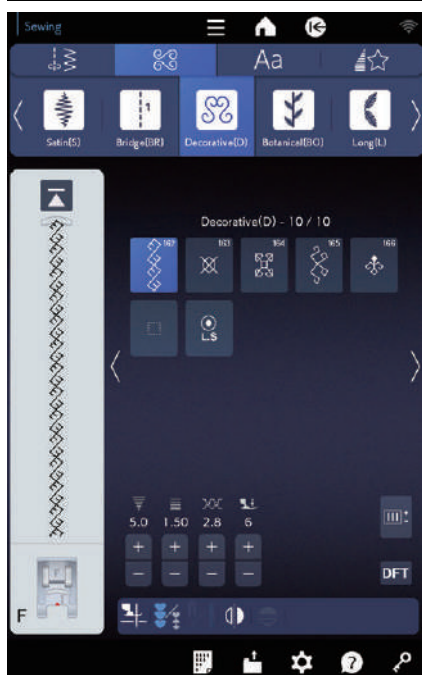 Sewing
Aa
1
Satin(S) Bridge(BR) Decorative(D) Botanical(BO) Long(L)
Decorative(D) - 10 / 10
162 163 164 165 166
L.S
5.0 1.50 2.8 6
+ + + +
− − − −
DFT
F
?